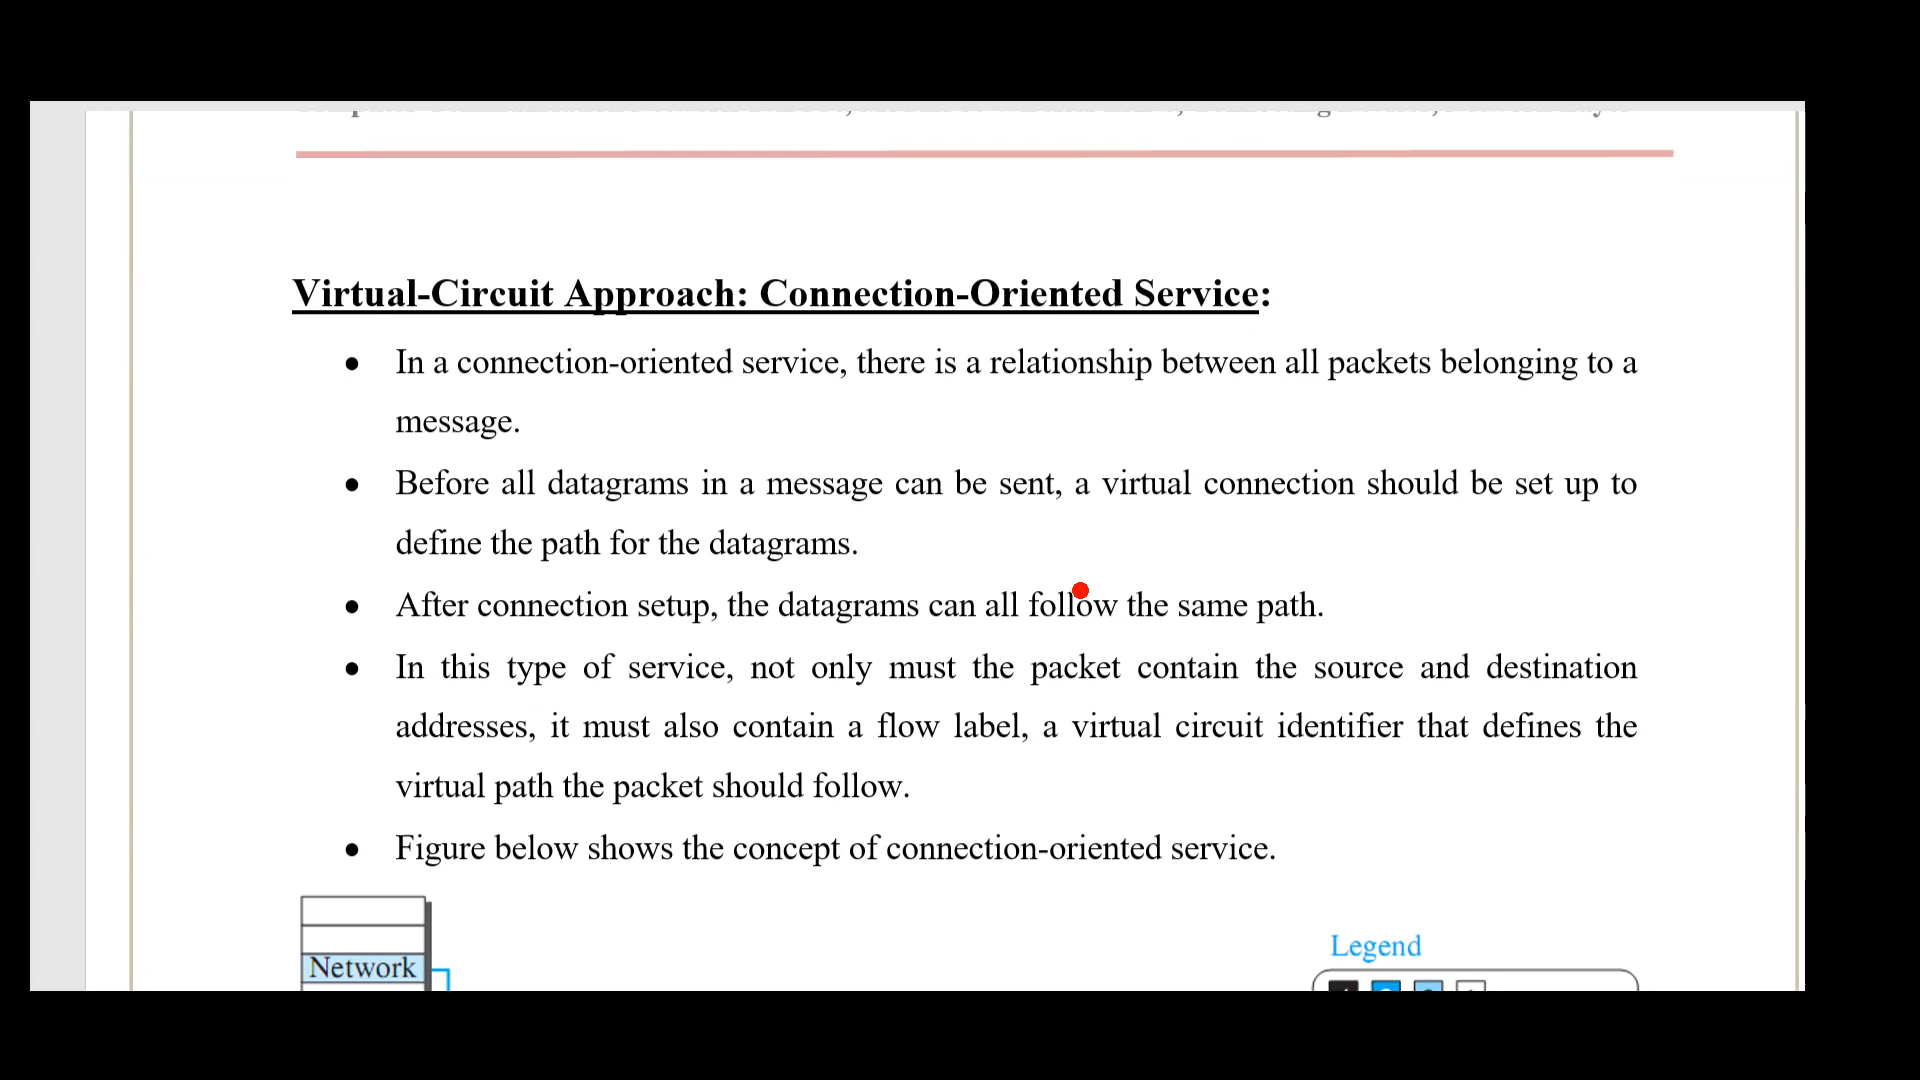 Virtual-Circuit Approach: Connection-Oriented Service:
• In a connection-oriented service, there is a relationship between all packets belonging to a
message.
• Before all datagrams in a message can be sent, a virtual connection should be set up to
define the path for the datagrams.
• After connection setup, the datagrams can all follow the same path.
• In this type of service, not only must the packet contain the source and destination
addresses, it must also contain a flow label, a virtual circuit identifier that defines the
virtual path the packet should follow.
• Figure below shows the concept of connection-oriented service.
Legend
Network